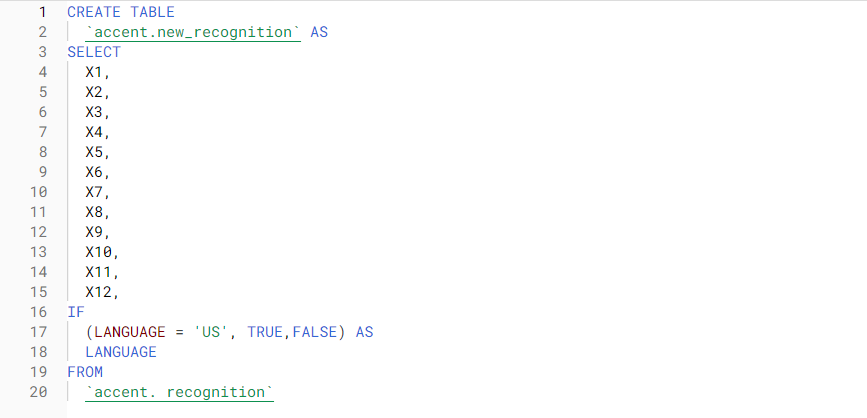 1 CREATE TABLE
2 `accent.new_recognition` AS
3 SELECT
4 X1,
5 X2,
6 X3,
7 X4,
8 X5,
9 X6,
10 X7,
11 X8,
12 X9,
13 X10,
14 X11,
15 X12,
16 IF
17 (LANGUAGE = 'US', TRUE,FALSE) AS
18 LANGUAGE
19 FROM
20 `accent. recognition`